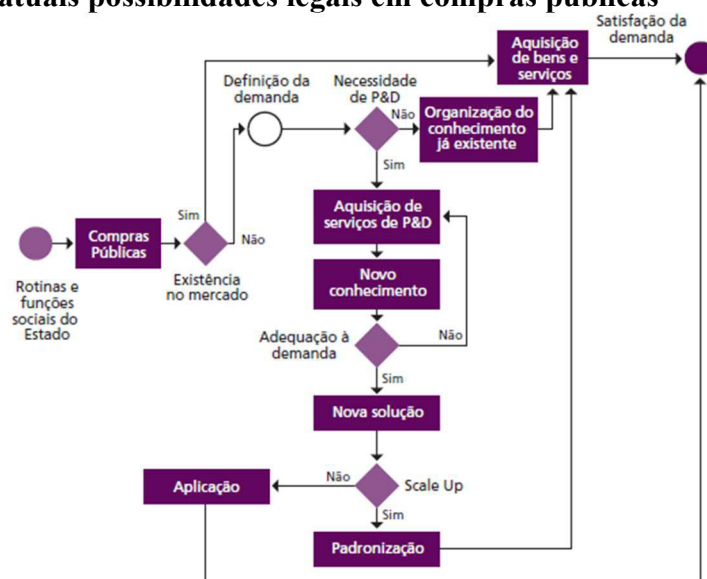 atuais possibilidades legais em compras públicas
Satisfação da
demanda
Aquisição
de bens e
serviços
Definição da
demanda
Necessidade
de P&D
Não
Organização do
conhecimento
já existente
Sim
Aquisição de
serviços de P&D
Sim
Compras
Públicas
Não
Existência
no mercado
Rotinas e
funções
sociais do
Estado
Novo
conhecimento
Adequação à
demanda
Não
Sim
Nova solução
Não
Aplicação
Scale Up
Sim
Padronização